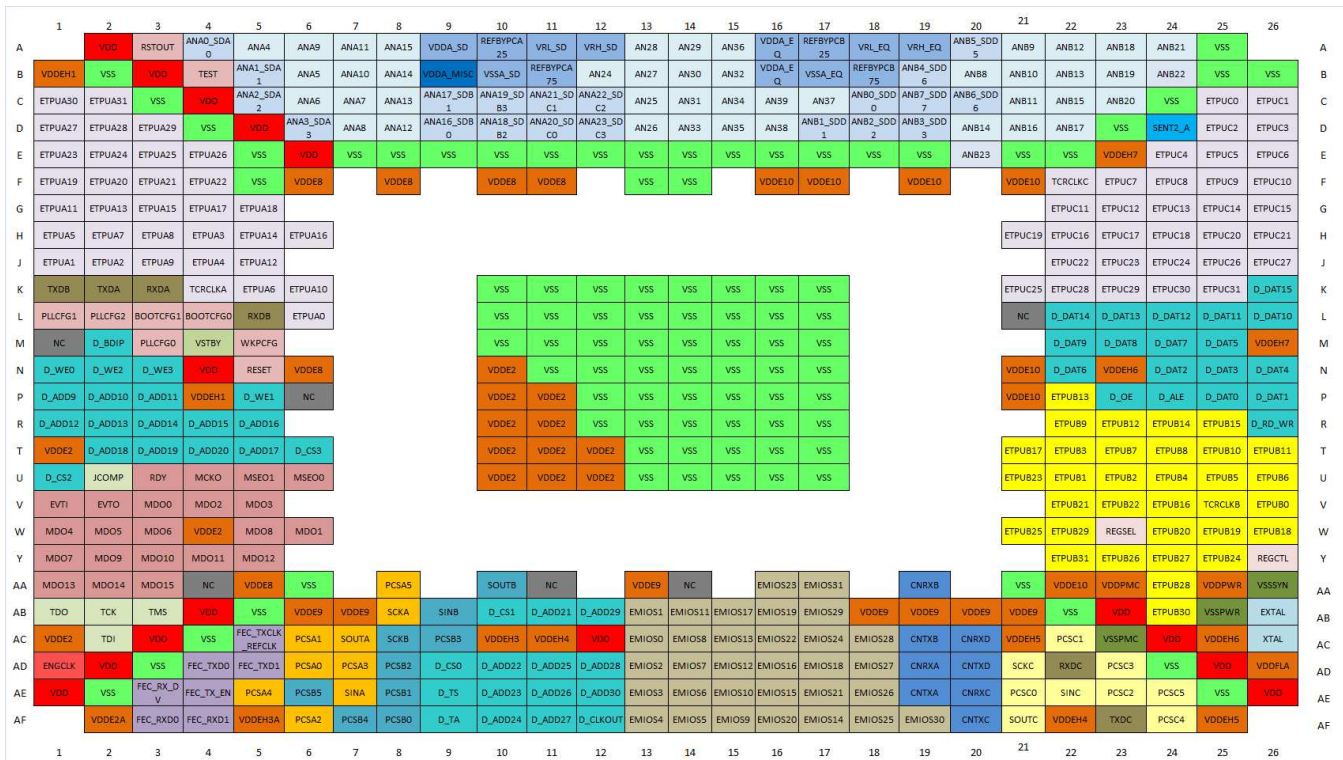 1 2 3 4 5 6 7 8 9 10 11 12 13 14 15 16 17 18 19 20 21 22 23 24 25 26
A VDD RSTOUT ANA0_SDA0 ANA4 ANA9 ANA11 ANA15 VDDA_SD REFBYPCA25 VRL_SD VRH_SD AN28 AN29 AN36 VDDA_EQ REFBYPCB25 VRL_EQ VRH_EQ ANB5_SDD5 ANB9 ANB12 ANB18 ANB21 VSS A
B VDDEH1 VSS VDD TEST ANA1_SDA1 ANA5 ANA10 ANA14 VDDA_MISC VSSA_SD REFBYPCA75 AN24 AN27 AN30 AN32 VDDA_EQ VSSA_EQ REFBYPCB75 ANB4_SDD6 ANB8 ANB10 ANB13 ANB19 ANB22 VSS VSS B
C ETPUA30 ETPUA31 VSS VDD ANA2_SDA2 ANA6 ANA7 ANA13 ANA17_SDB1 ANA19_SDB3 ANA21_SDC1 ANA22_SDC2 AN25 AN31 AN34 AN39 AN37 ANB0_SDD0 ANB7_SDD7 ANB6_SDD6 ANB11 ANB15 ANB20 VSS ETPUC0 ETPUC1 C
D ETPUA27 ETPUA28 ETPUA29 VSS VDD ANA3_SDA3 ANA8 ANA12 ANA16_SDB0 ANA18_SDB2 ANA20_SDC0 ANA23_SDC3 AN26 AN33 AN35 AN38 ANB1_SDD1 ANB2_SDD2 ANB3_SDD3 ANB14 ANB16 ANB17 VSS SENT2_A ETPUC2 ETPUC3 D
E ETPUA23 ETPUA24 ETPUA25 ETPUA26 VSS VDD VSS VSS VSS VSS VSS VSS VSS VSS VSS VSS VSS VSS VSS ANB23 VSS VSS VDDEH7 ETPUC4 ETPUC5 ETPUC6 E
F ETPUA19 ETPUA20 ETPUA21 ETPUA22 VSS VDDE8 VDDE8 VDDE8 VDDE8 VSS VSS VDDE10 VDDE10 VDDE10 VDDE10 TCRCLKC ETPUC7 ETPUC8 ETPUC9 ETPUC10 F
G ETPUA11 ETPUA13 ETPUA15 ETPUA17 ETPUA18 ETPUC11 ETPUC12 ETPUC13 ETPUC14 ETPUC15 G
H ETPUA5 ETPUA7 ETPUA8 ETPUA3 ETPUA14 ETPUA16 ETPUC19 ETPUC16 ETPUC17 ETPUC18 ETPUC20 ETPUC21 H
J ETPUA1 ETPUA2 ETPUA9 ETPUA4 ETPUA12 ETPUC22 ETPUC23 ETPUC24 ETPUC26 ETPUC27 J
K TXDB TXDA RXDA TCRCLKA ETPUA6 ETPUA10 VSS VSS VSS VSS VSS VSS VSS VSS ETPUC25 ETPUC28 ETPUC29 ETPUC30 ETPUC31 D_DAT15 K
L PLLCFG1 PLLCFG2 BOOTCFG1 BOOTCFG0 RXDB ETPUA0 VSS VSS VSS VSS VSS VSS VSS VSS NC D_DAT14 D_DAT13 D_DAT12 D_DAT11 D_DAT10 L
M NC D_BDIP PLLCFG0 VSTBY WKPCFG VSS VSS VSS VSS VSS VSS VSS VSS D_DAT9 D_DAT8 D_DAT7 D_DAT5 VDDEH7 M
N D_WE0 D_WE2 D_WE3 VDD RESET VDDE8 VDDE2 VSS VSS VSS VSS VSS VSS VSS VDDE10 D_DAT6 VDDEH6 D_DAT2 D_DAT3 D_DAT4 N
P D_ADD9 D_ADD10 D_ADD11 VDDEH1 D_WE1 NC VDDE2 VDDE2 VSS VSS VSS VSS VSS VSS VDDE10 ETPUB13 D_OE D_ALE D_DAT0 D_DAT1 P
R D_ADD12 D_ADD13 D_ADD14 D_ADD15 D_ADD16 VDDE2 VDDE2 VSS VSS VSS VSS VSS VSS ETPUB9 ETPUB12 ETPUB14 ETPUB15 D_RD_WR R
T VDDE2 D_ADD18 D_ADD19 D_ADD20 D_ADD17 D_CS3 VDDE2 VDDE2 VDDE2 VSS VSS VSS VSS VSS ETPUB17 ETPUB3 ETPUB7 ETPUB8 ETPUB10 ETPUB11 T
U D_CS2 JCOMP RDY MCKO MSEO1 MSEO0 VDDE2 VDDE2 VDDE2 VSS VSS VSS VSS VSS ETPUB23 ETPUB1 ETPUB2 ETPUB4 ETPUB5 ETPUB6 U
V EVTI EVTO MDO0 MDO2 MDO3 ETPUB21 ETPUB22 ETPUB16 TCRCLKB ETPUB0 V
W MDO4 MDO5 MDO6 VDDE2 MDO8 MDO1 ETPUB25 ETPUB29 REGSEL ETPUB20 ETPUB19 ETPUB18 W
Y MDO7 MDO9 MDO10 MDO11 MDO12 ETPUB31 ETPUB26 ETPUB27 ETPUB24 REGCTL Y
AA MDO13 MDO14 MDO15 NC VDDE8 VSS PCSA5 SOUTB NC VDDE9 NC EMIOS23 EMIOS31 CNRXB VSS VDDE10 VDDPMC ETPUB28 VDDPWR VSSSYN AA
AB TDO TCK TMS VDD VSS VDDE9 VDDE9 SCKA SINB D_CS1 D_ADD21 D_ADD29 EMIOS1 EMIOS11 EMIOS17 EMIOS19 EMIOS29 VDDE9 VDDE9 VDDE9 VDDE9 VSS VDD ETPUB30 VSSPWR EXTAL AB
AC VDDE2 TDI VDD VSS FEC_TXCLK_REFCLK PCSA1 SOUTA SCKB PCSB3 VDDEH3 VDDEH4 VDD EMIOS0 EMIOS8 EMIOS13 EMIOS22 EMIOS24 EMIOS28 CNTXB CNRXD VDDEH5 PCSC1 VSSPMC VDD VDDEH6 XTAL AC
AD ENGCLK VDD VSS FEC_TXD0 FEC_TXD1 PCSA0 PCSA3 PCSB2 D_CS0 D_ADD22 D_ADD25 D_ADD28 EMIOS2 EMIOS7 EMIOS12 EMIOS16 EMIOS18 EMIOS27 CNRXA CNTXD SCKC RXDC PCSC3 VSS VDD VDDFLA AD
AE VDD VSS FEC_RX_DV FEC_TX_EN PCSA4 PCSB5 SINA PCSB1 D_TS D_ADD23 D_ADD26 D_ADD30 EMIOS3 EMIOS6 EMIOS10 EMIOS15 EMIOS21 EMIOS26 CNTXA CNRXC PCSC0 SINC PCSC2 PCSC5 VSS VDD AE
AF VDDE2A FEC_RXD0 FEC_RXD1 VDDEH3A PCSA2 PCSB4 PCSB0 D_TA D_ADD24 D_ADD27 D_CLKOUT EMIOS4 EMIOS5 EMIOS9 EMIOS20 EMIOS14 EMIOS25 EMIOS30 CNTXC SOUTC VDDEH4 TXDC PCSC4 VDDEH5 AF
1 2 3 4 5 6 7 8 9 10 11 12 13 14 15 16 17 18 19 20 21 22 23 24 25 26